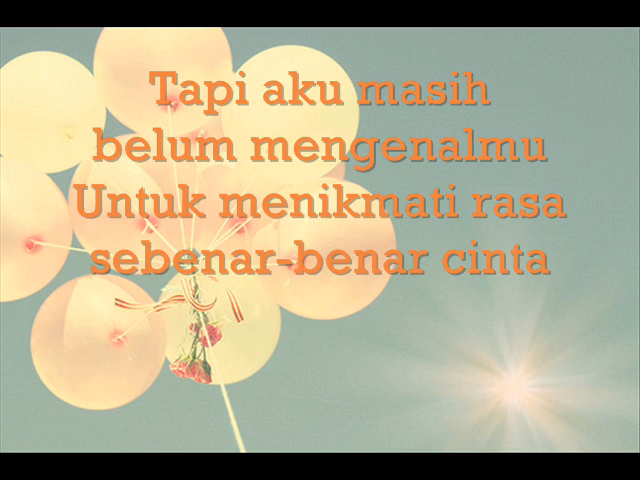 Tapi aku masih
belum mengenalmu
Untuk menikmati rasa
sebenar-benar cinta